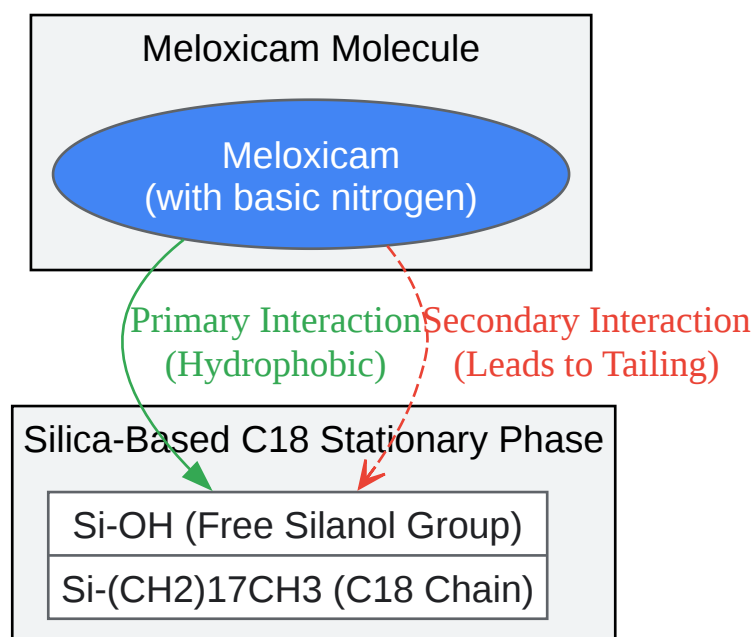 Meloxicam Molecule
Meloxicam
(with basic nitrogen)
Primary Interaction
(Hydrophobic)
Secondary Interaction
(Leads to Tailing)
Silica-Based C18 Stationary Phase
Si-OH (Free Silanol Group)
Si-(CH2)17CH3 (C18 Chain)